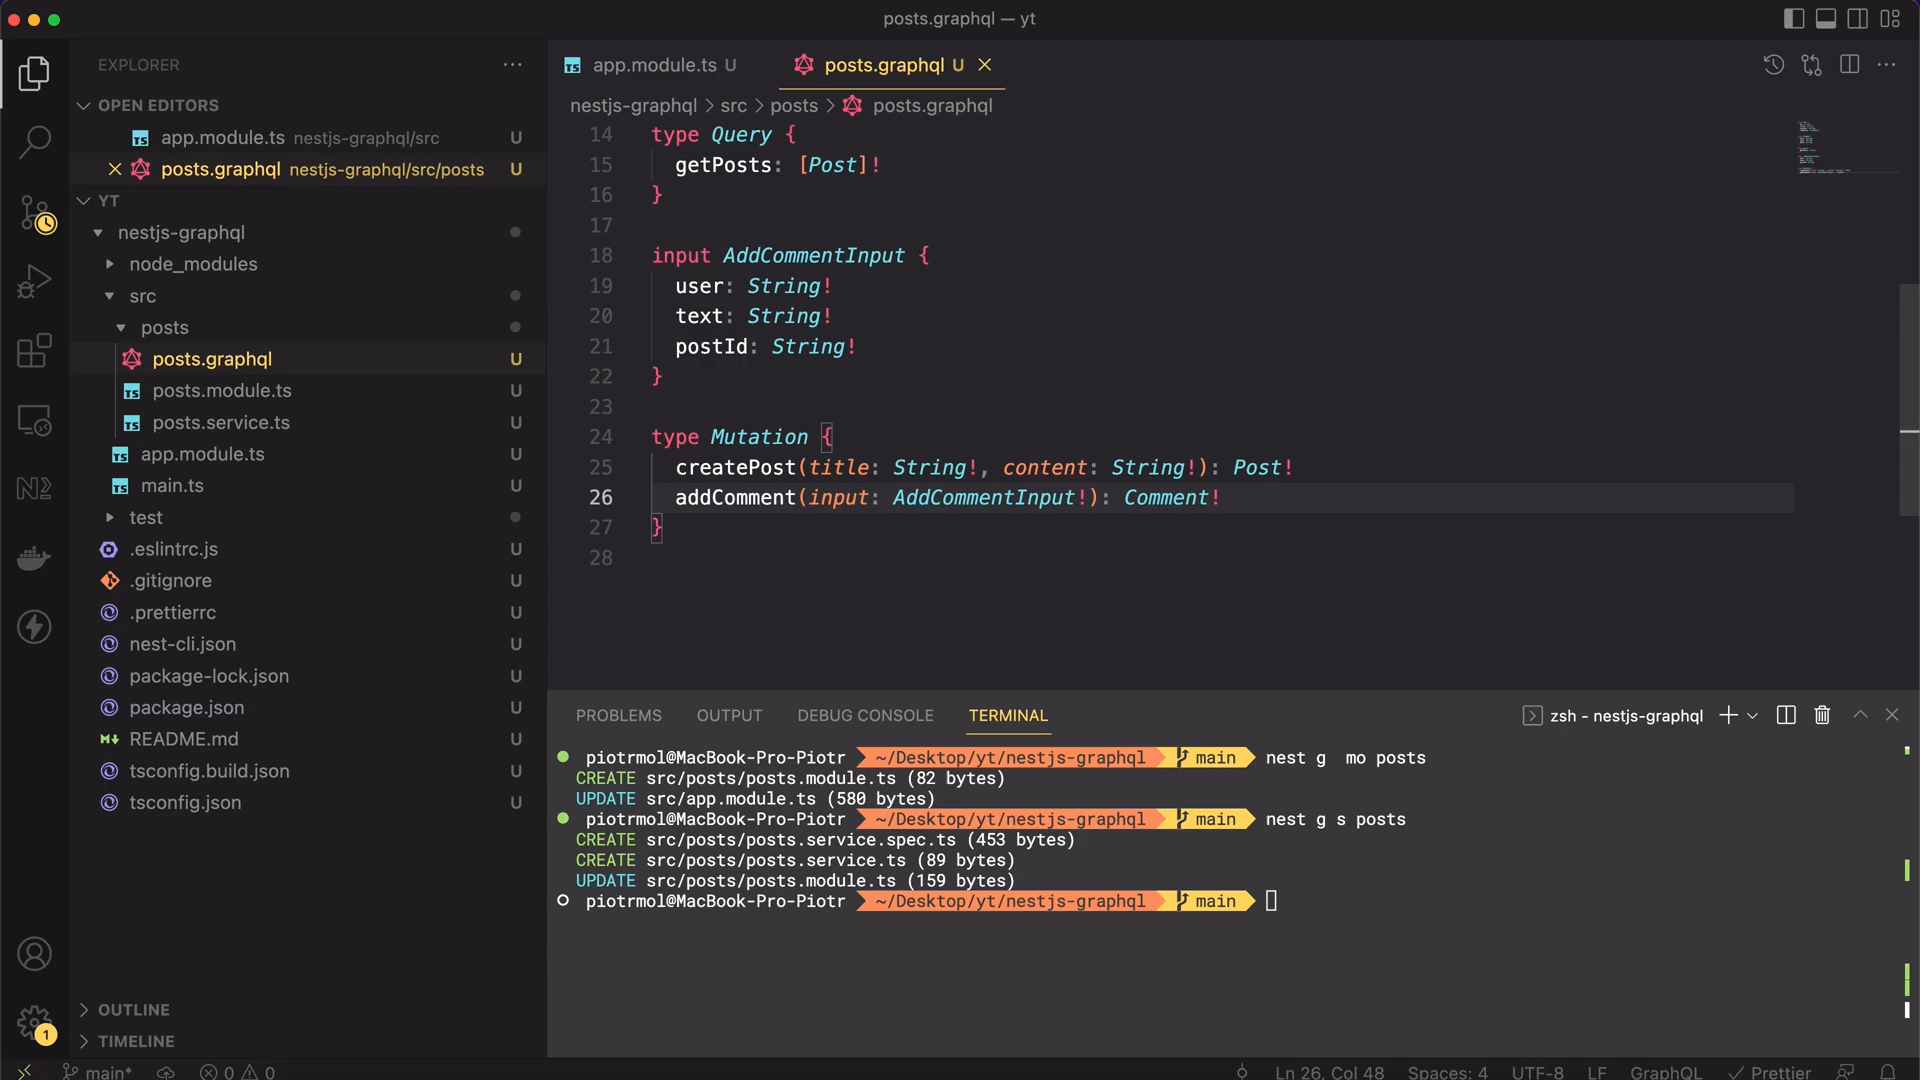 posts.graphql — yt
EXPLORER
OPEN EDITORS
app.module.ts nestjs-graphql/src U
posts.graphql nestjs-graphql/src/posts U
YT
nestjs-graphql
node_modules
src
posts
posts.graphql U
posts.module.ts U
posts.service.ts U
app.module.ts U
main.ts U
test
.eslintrc.js U
.gitignore U
.prettierrc U
nest-cli.json U
package-lock.json U
package.json U
README.md U
tsconfig.build.json U
tsconfig.json U
OUTLINE
TIMELINE
1
app.module.ts U
posts.graphql U
nestjs-graphql > src > posts > posts.graphql
14 type Query {
15 getPosts: [Post]!
16 }
17
18 input AddCommentInput {
19 user: String!
20 text: String!
21 postId: String!
22 }
23
24 type Mutation {
25 createPost(title: String!, content: String!): Post!
26 addComment(input: AddCommentInput!): Comment!
27 }
28
PROBLEMS OUTPUT DEBUG CONSOLE TERMINAL
zsh - nestjs-graphql
piotrmol@MacBook-Pro-Piotr ~/Desktop/yt/nestjs-graphql main nest g  mo posts
CREATE src/posts/posts.module.ts (82 bytes)
UPDATE src/app.module.ts (580 bytes)
piotrmol@MacBook-Pro-Piotr ~/Desktop/yt/nestjs-graphql main nest g s posts
CREATE src/posts/posts.service.spec.ts (453 bytes)
CREATE src/posts/posts.service.ts (89 bytes)
UPDATE src/posts/posts.module.ts (159 bytes)
piotrmol@MacBook-Pro-Piotr ~/Desktop/yt/nestjs-graphql main
main* 0 0 Ln 26, Col 48 Spaces: 4 UTF-8 LF GraphQL Prettier